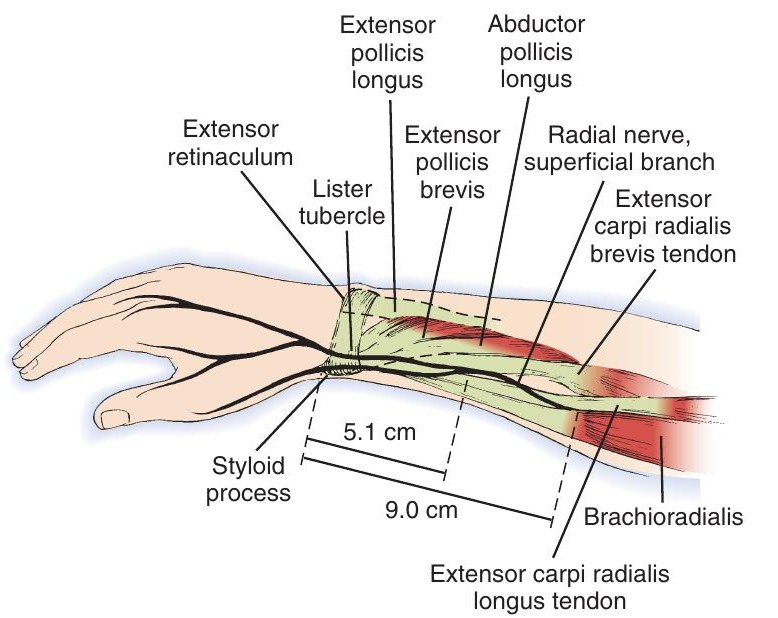 Extensor
pollicis
longus
Abductor
pollicis
longus
Extensor
retinaculum
Extensor
pollicis
brevis
Radial nerve,
superficial branch
Lister
tubercle
Extensor
carpi radialis
brevis tendon
5.1 cm
Styloid
process
9.0 cm
Brachioradialis
Extensor carpi radialis
longus tendon